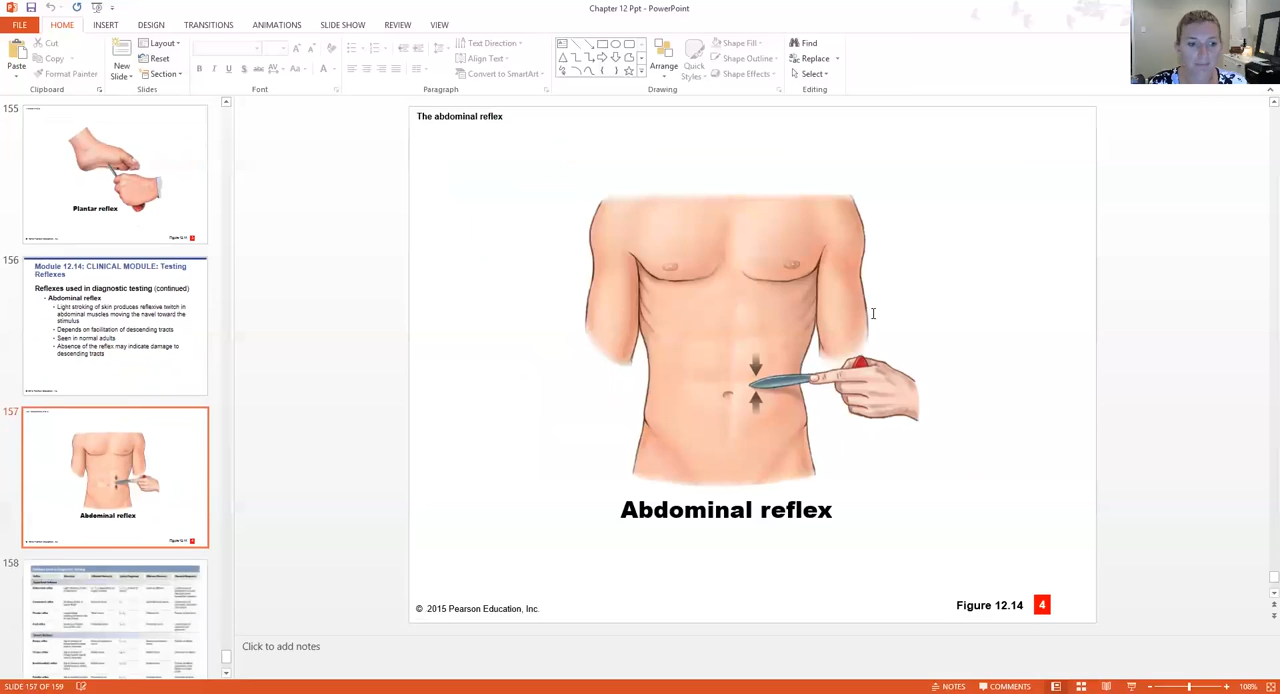 Chapter 12 Ppt - PowerPoint
FILE HOME INSERT DESIGN TRANSITIONS ANIMATIONS SLIDE SHOW REVIEW VIEW
Paste
Cut
Copy
Format Painter
Clipboard
New
Slide
Layout
Reset
Section
Slides
B I U S abc AV Aa A
Font
Text Direction
Align Text
Convert to SmartArt
Paragraph
Arrange
Quick
Styles
Shape Fill
Shape Outline
Shape Effects
Drawing
Find
Replace
Select
Editing
155
Plantar reflex
156
Module 12.14: CLINICAL MODULE: Testing
Reflexes
Reflexes used in diagnostic testing (continued)
• Abdominal reflex
• Light stroking of skin produces reflexive twitch in
abdominal muscles moving the navel toward the
stimulus
• Depends on facilitation of descending tracts
• Seen in normal adults
• Absence of the reflex may indicate damage to
descending tracts
157
Abdominal reflex
158
The abdominal reflex
Abdominal reflex
© 2015 Pearson Education, Inc.
Figure 12.14 4
Click to add notes
SLIDE 157 OF 159
NOTES COMMENTS 108%